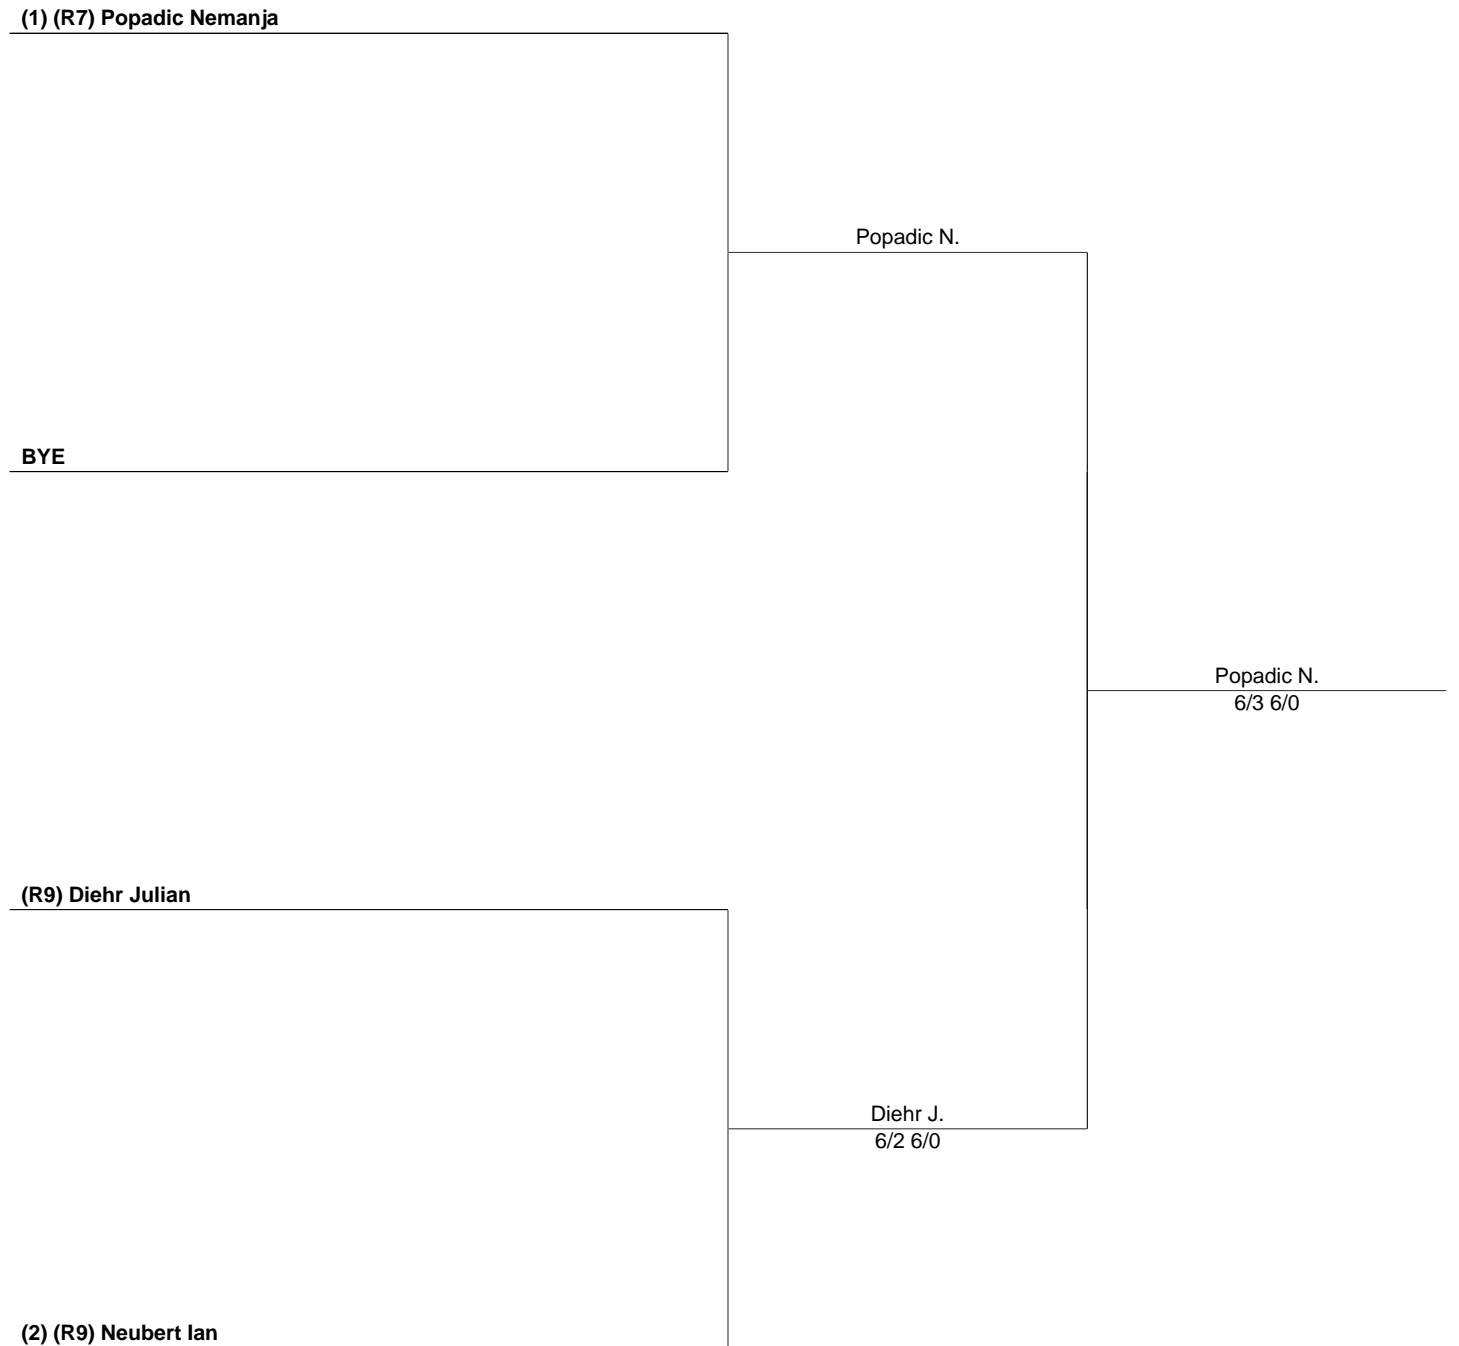 (1) (R7) Popadic Nemanja
Popadic N.
BYE
Popadic N.
6/3 6/0
(R9) Diehr Julian
Diehr J.
6/2 6/0
(2) (R9) Neubert Ian